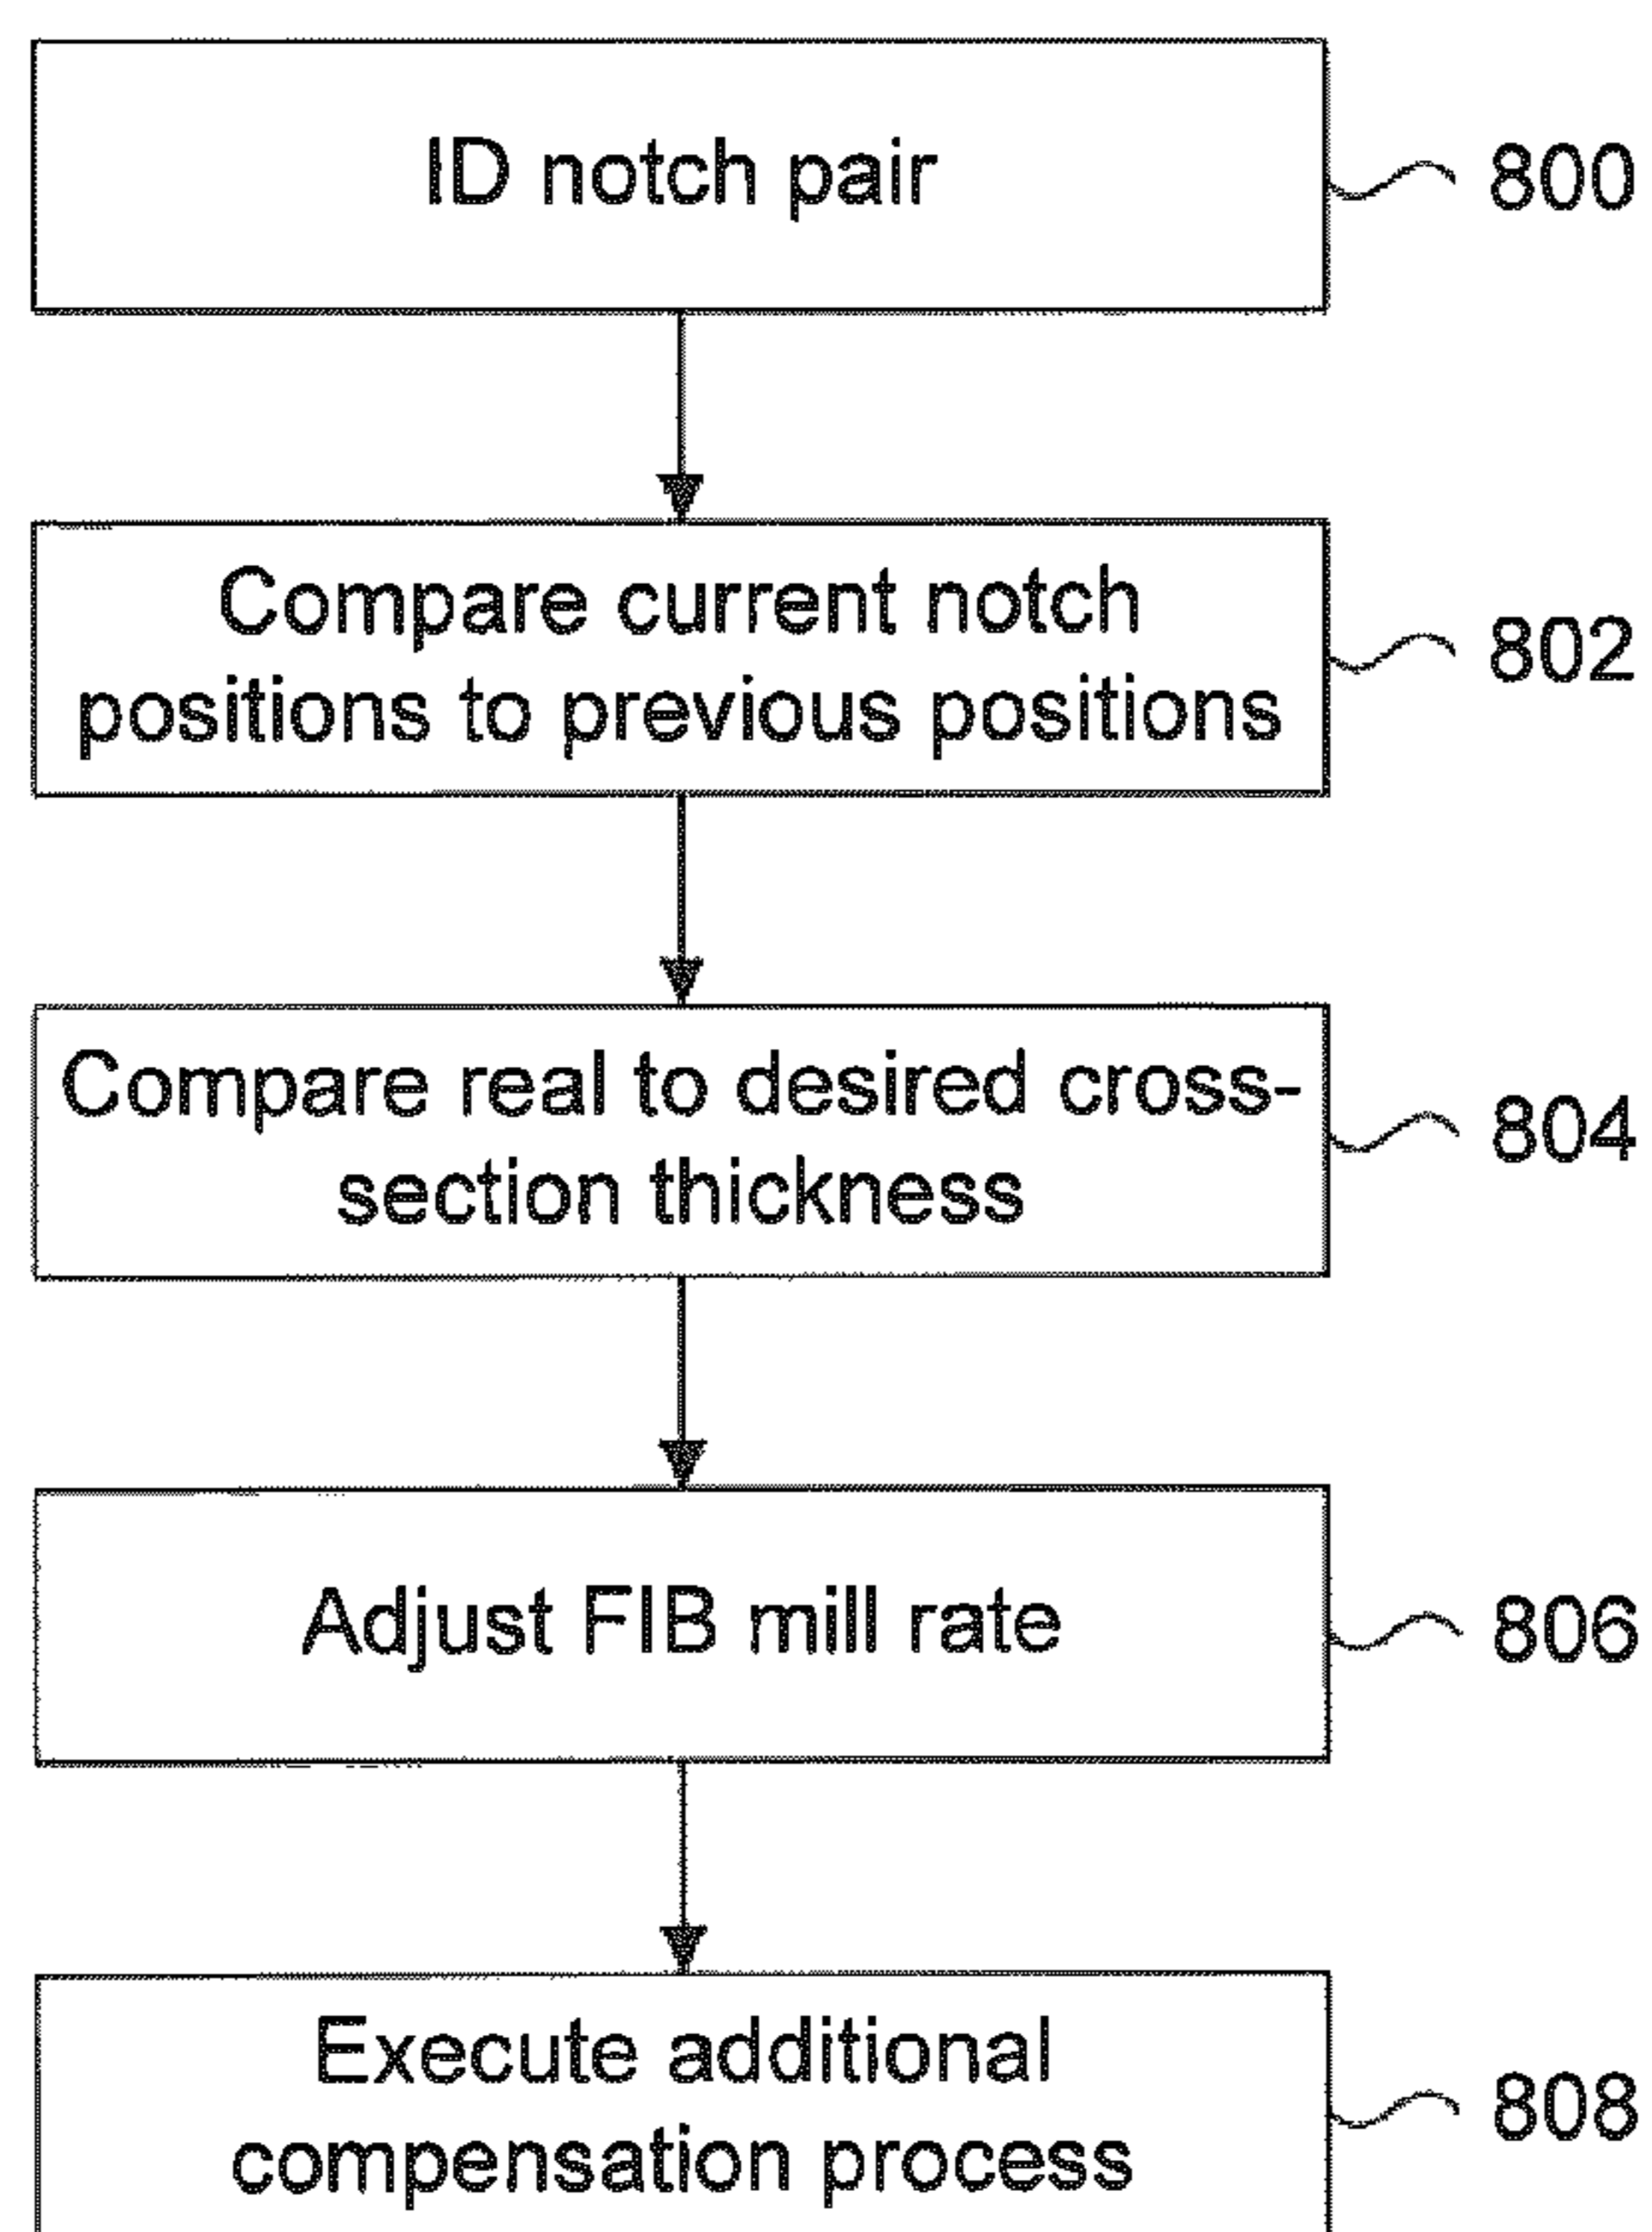 ID notch pair
800
Compare current notch
positions to previous positions
802
Compare real to desired cross-
section thickness
804
Adjust FIB mill rate
806
Execute additional
compensation process
808